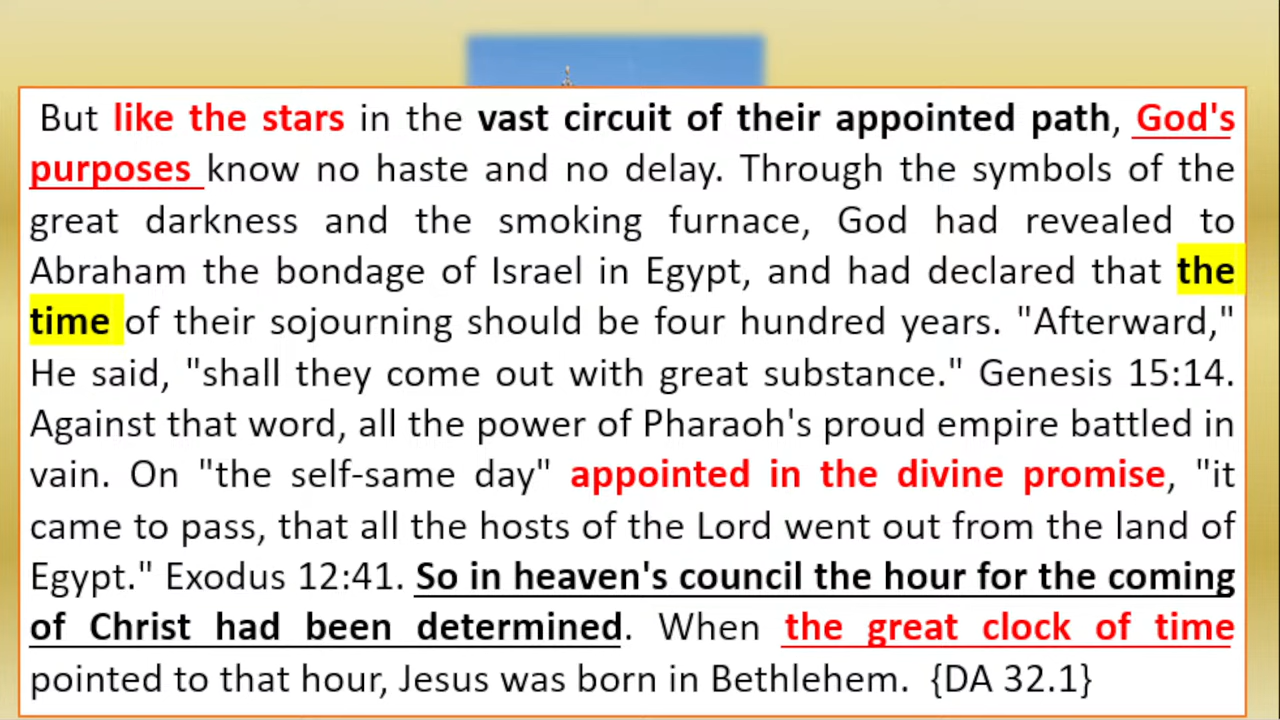 But like the stars in the vast circuit of their appointed path, God's
purposes know no haste and no delay. Through the symbols of the
great darkness and the smoking furnace, God had revealed to
Abraham the bondage of Israel in Egypt, and had declared that the
time of their sojourning should be four hundred years. "Afterward,"
He said, "shall they come out with great substance." Genesis 15:14.
Against that word, all the power of Pharaoh's proud empire battled in
vain. On "the self-same day" appointed in the divine promise, "it
came to pass, that all the hosts of the Lord went out from the land of
Egypt." Exodus 12:41. So in heaven's council the hour for the coming
of Christ had been determined. When the great clock of time
pointed to that hour, Jesus was born in Bethlehem. {DA 32.1}